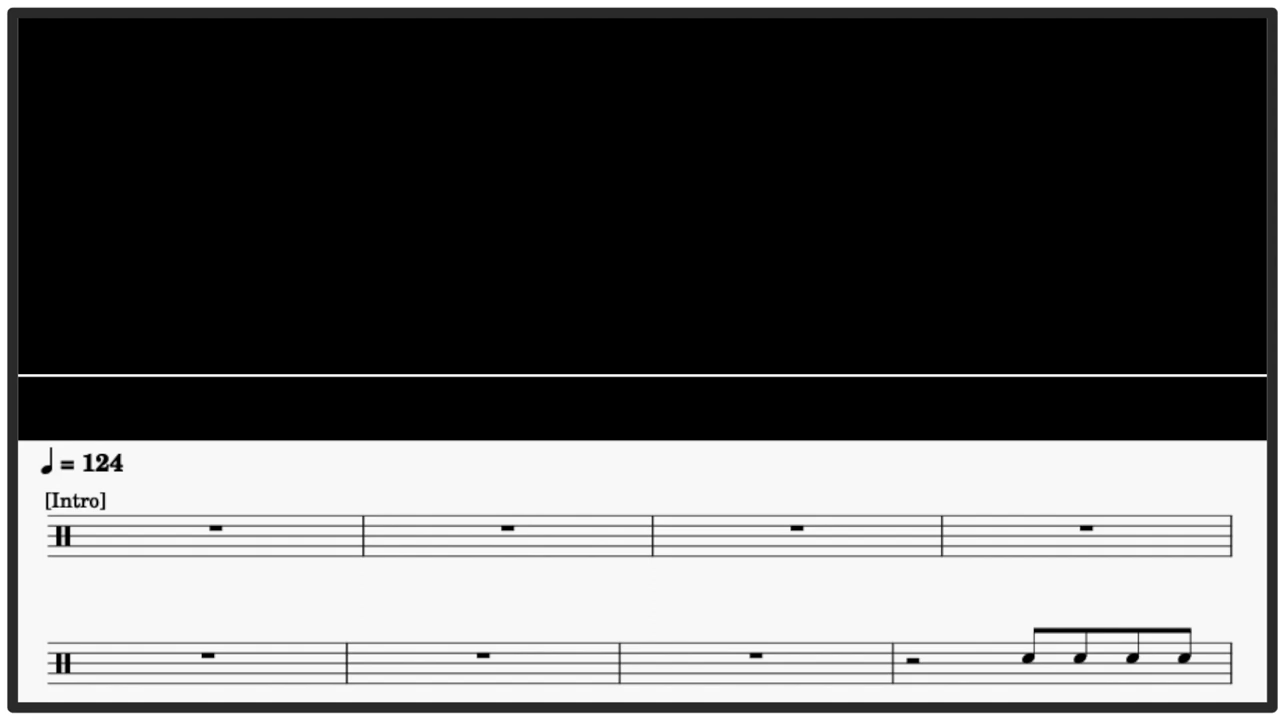 ♩ = 124
[Intro]